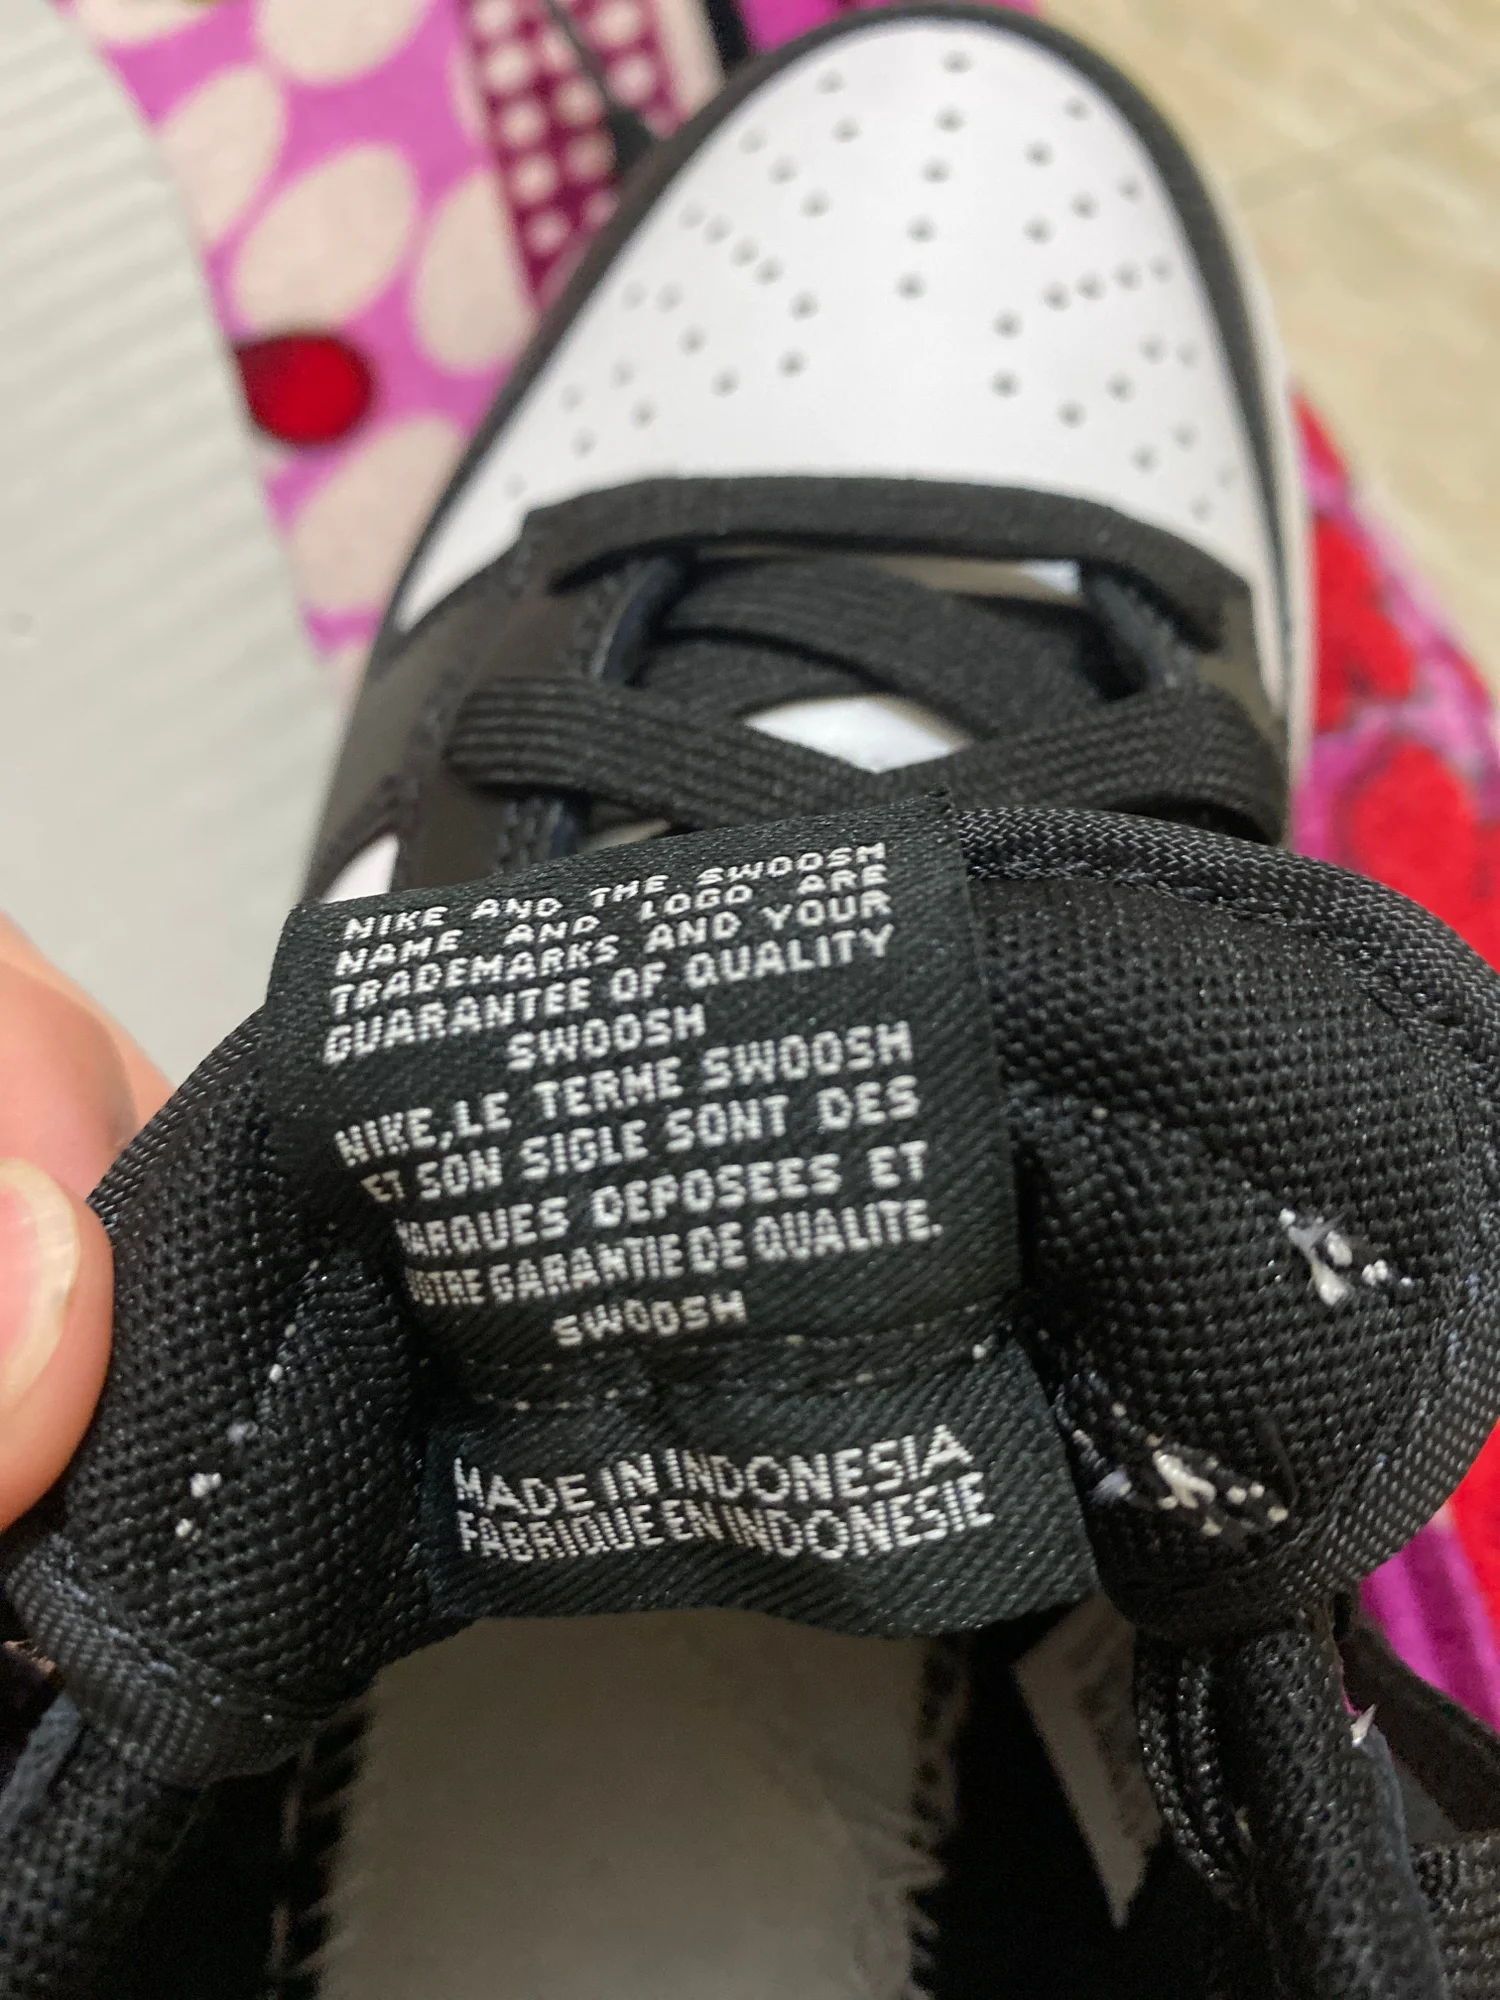 NIKE AND THE SWOOSH
NAME AND LOGO ARE
TRADEMARKS AND YOUR
GUARANTEE OF QUALITY
SWOOSH
NIKE, LE TERME SWOOSH
ET SON SIGLE SONT DES
MARQUES DEPOSEES ET
VOTRE GARANTIE DE QUALITE.
SWOOSH
MADE IN INDONESIA
FABRIQUE EN INDONESIE